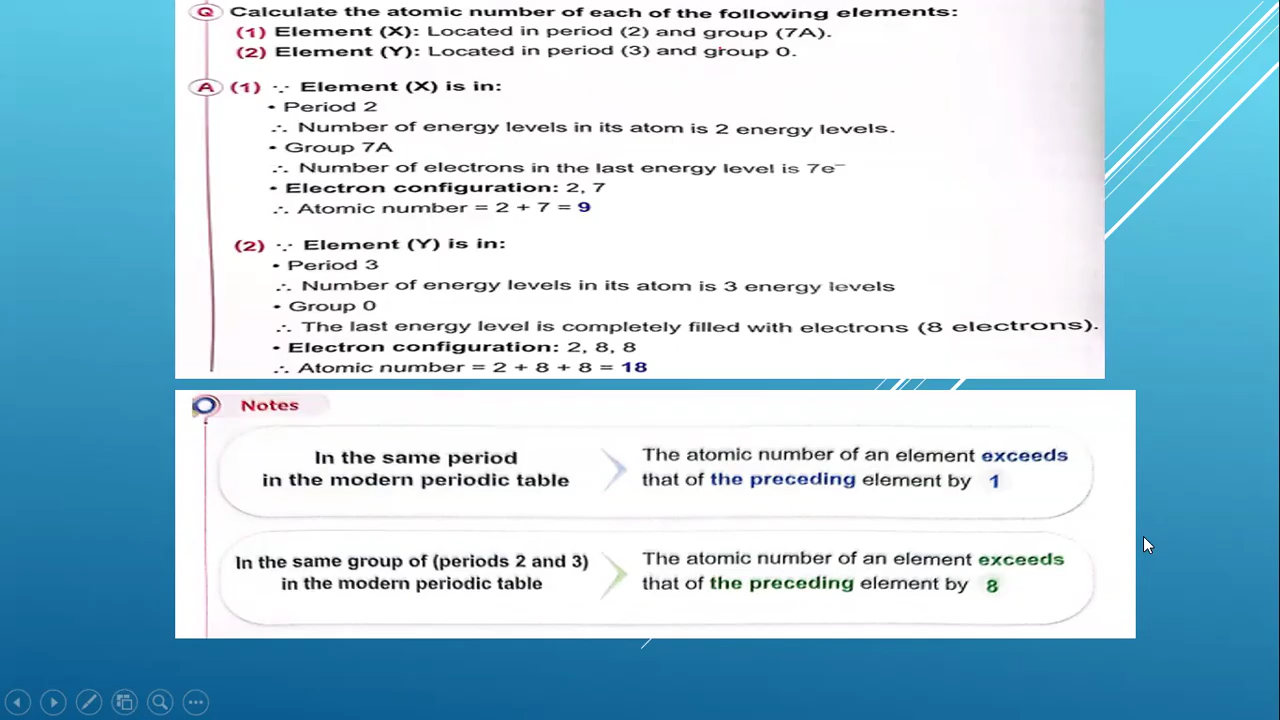 Q Calculate the atomic number of each of the following elements:
(1) Element (X): Located in period (2) and group (7A).
(2) Element (Y): Located in period (3) and group 0.
A (1) ∵ Element (X) is in:
• Period 2
∴ Number of energy levels in its atom is 2 energy levels.
• Group 7A
∴ Number of electrons in the last energy level is 7e⁻
• Electron configuration: 2, 7
∴ Atomic number = 2 + 7 = 9
(2) ∵ Element (Y) is in:
• Period 3
∴ Number of energy levels in its atom is 3 energy levels
• Group 0
∴ The last energy level is completely filled with electrons (8 electrons).
• Electron configuration: 2, 8, 8
∴ Atomic number = 2 + 8 + 8 = 18
Notes
In the same period
in the modern periodic table
The atomic number of an element exceeds
that of the preceding element by 1
In the same group of (periods 2 and 3)
in the modern periodic table
The atomic number of an element exceeds
that of the preceding element by 8